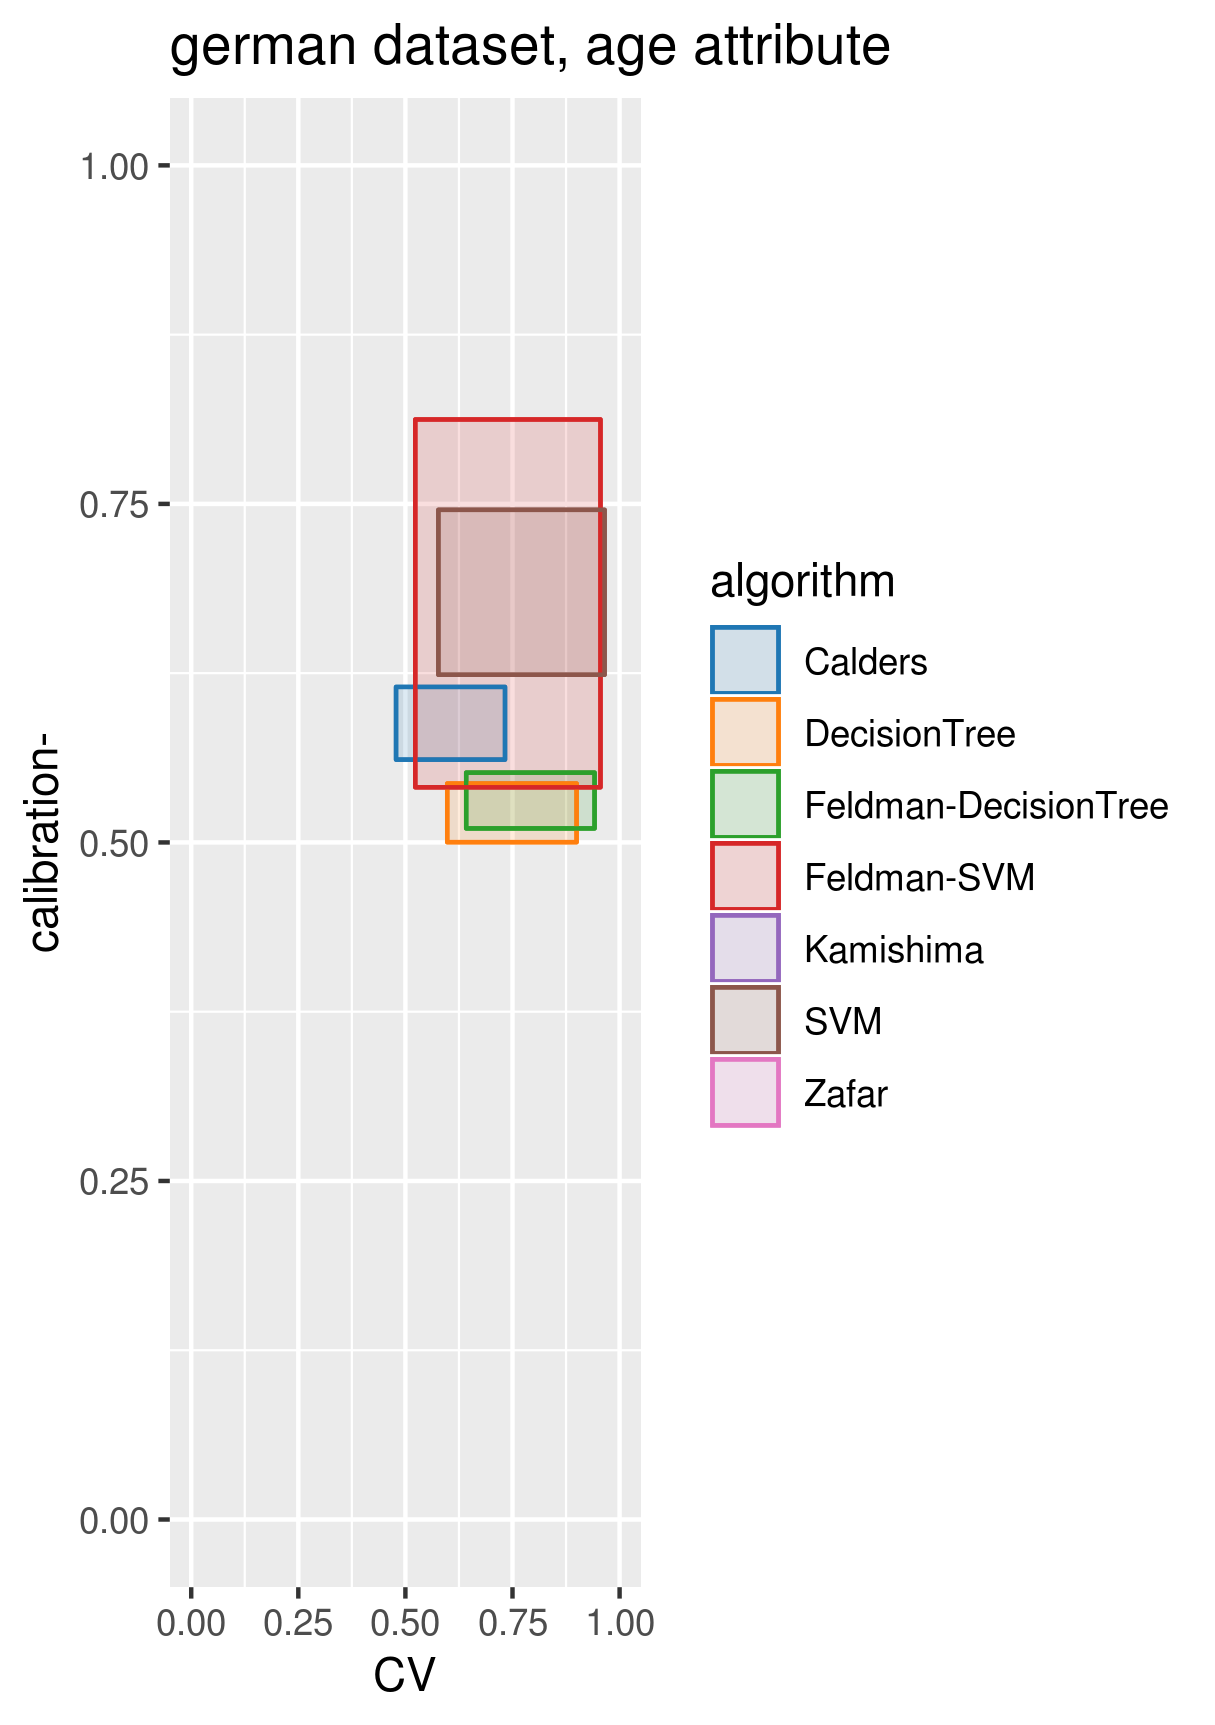 german dataset, age attribute
1.00
0.75
0.50
0.25
0.00
calibration-
0.00 0.25 0.50 0.75 1.00
CV
algorithm
Calders
DecisionTree
Feldman-DecisionTree
Feldman-SVM
Kamishima
SVM
Zafar